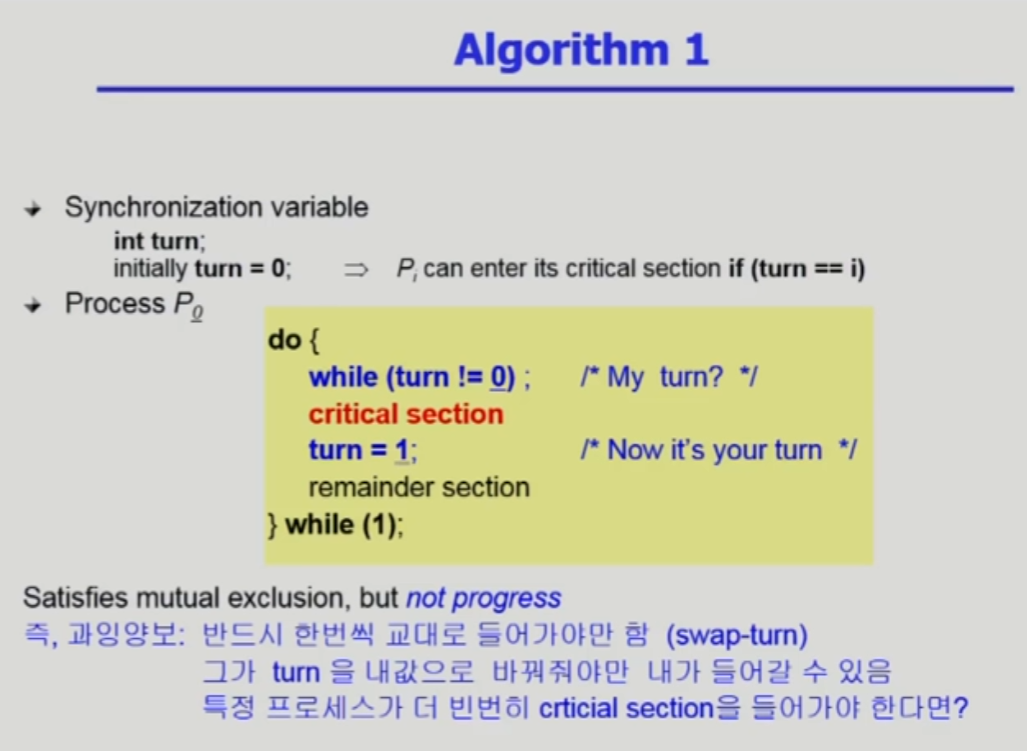 Algorithm 1
Synchronization variable
int turn;
initially turn = 0; ⇒ Pi can enter its critical section if (turn == i)
Process P0
do {
while (turn != 0) ; /* My turn? */
critical section
turn = 1; /* Now it's your turn */
remainder section
} while (1);
Satisfies mutual exclusion, but not progress
즉, 과잉양보: 반드시 한번씩 교대로 들어가야만 함 (swap-turn)
그가 turn 을 내값으로 바꿔줘야만 내가 들어갈 수 있음
특정 프로세스가 더 빈번히 crticial section을 들어가야 한다면?